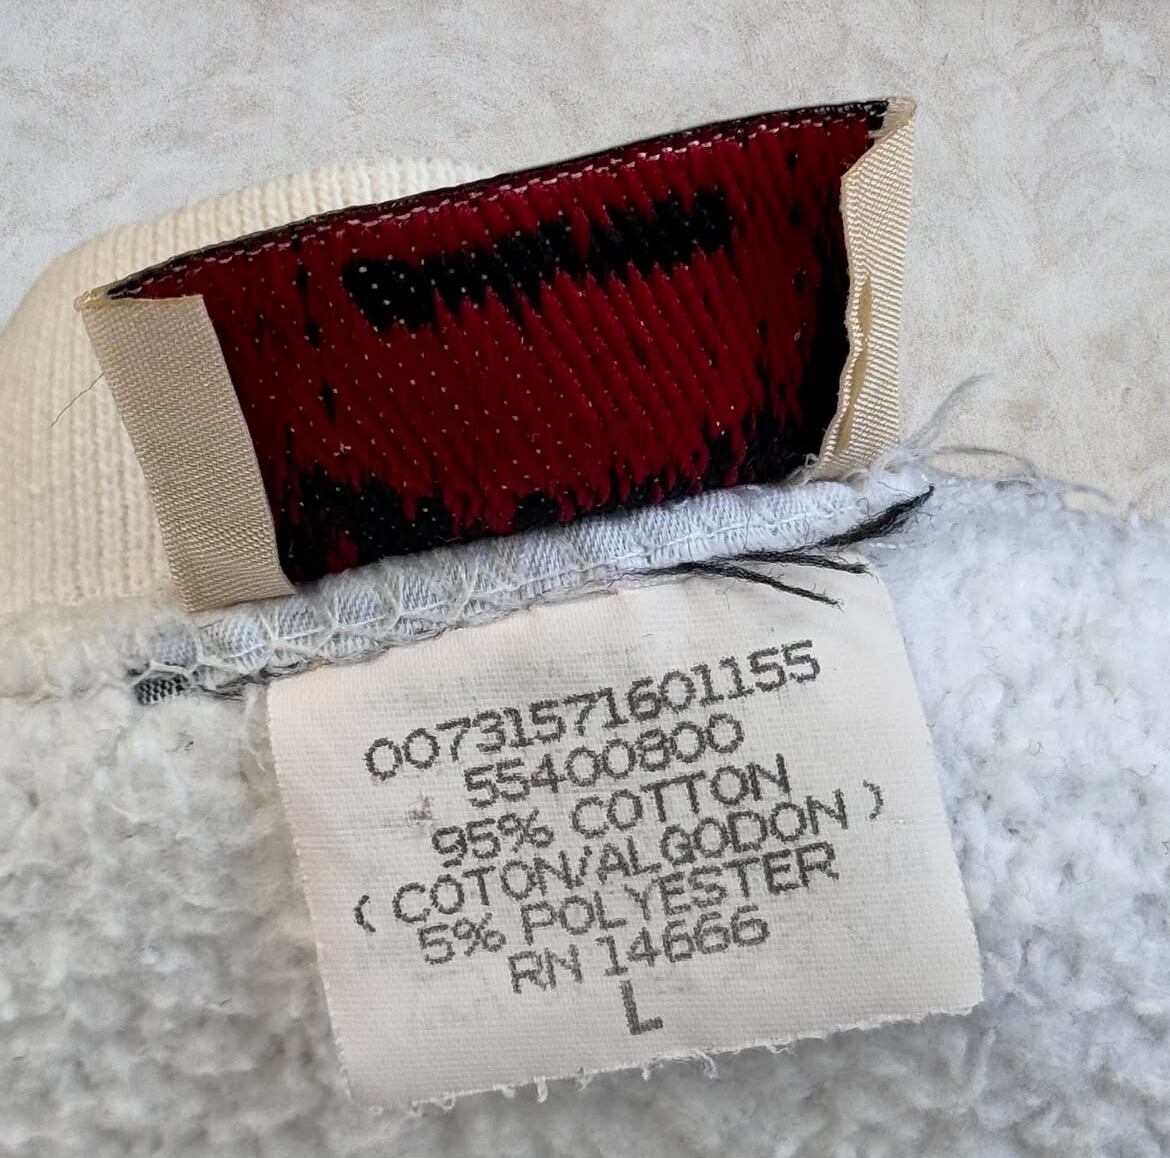 00731571601155
55400800
95% COTTON
( COTON/ALGODON )
5% POLYESTER
RN 14666
L